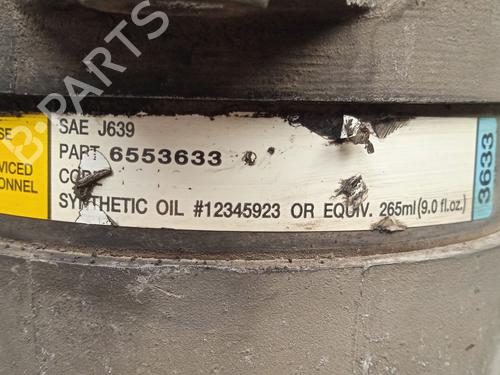 SE
VICED
ONNEL
SAE J639
PART 6553633
SYNTHETIC OIL #12345923 OR EQUIV. 265ml (9.0 fl.oz.)
3633
B-PARTS